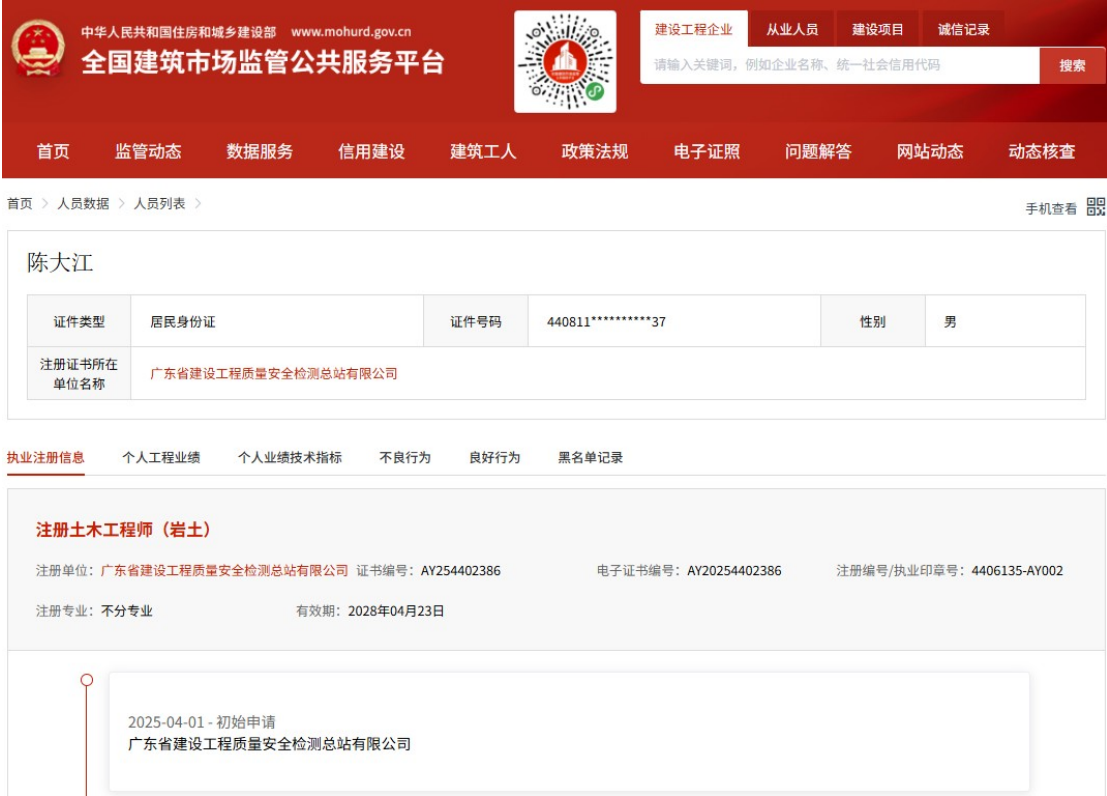 中华人民共和国住房和城乡建设部 www.mohurd.gov.cn
全国建筑市场监管公共服务平台
建设工程企业 从业人员 建设项目 诚信记录
请输入关键词，例如企业名称、统一社会信用代码 搜索
首页 监管动态 数据服务 信用建设 建筑工人 政策法规 电子证照 问题解答 网站动态 动态核查
首页 > 人员数据 > 人员列表 >
手机查看
陈大江
证件类型 居民身份证 证件号码 440811**********37 性别 男
注册证书所在
单位名称
广东省建设工程质量安全检测总站有限公司
执业注册信息 个人工程业绩 个人业绩技术指标 不良行为 良好行为 黑名单记录
注册土木工程师（岩土）
注册单位：广东省建设工程质量安全检测总站有限公司 证书编号：AY254402386 电子证书编号：AY20254402386 注册编号/执业印章号：4406135-AY002
注册专业：不分专业 有效期：2028年04月23日
2025-04-01 - 初始申请
广东省建设工程质量安全检测总站有限公司